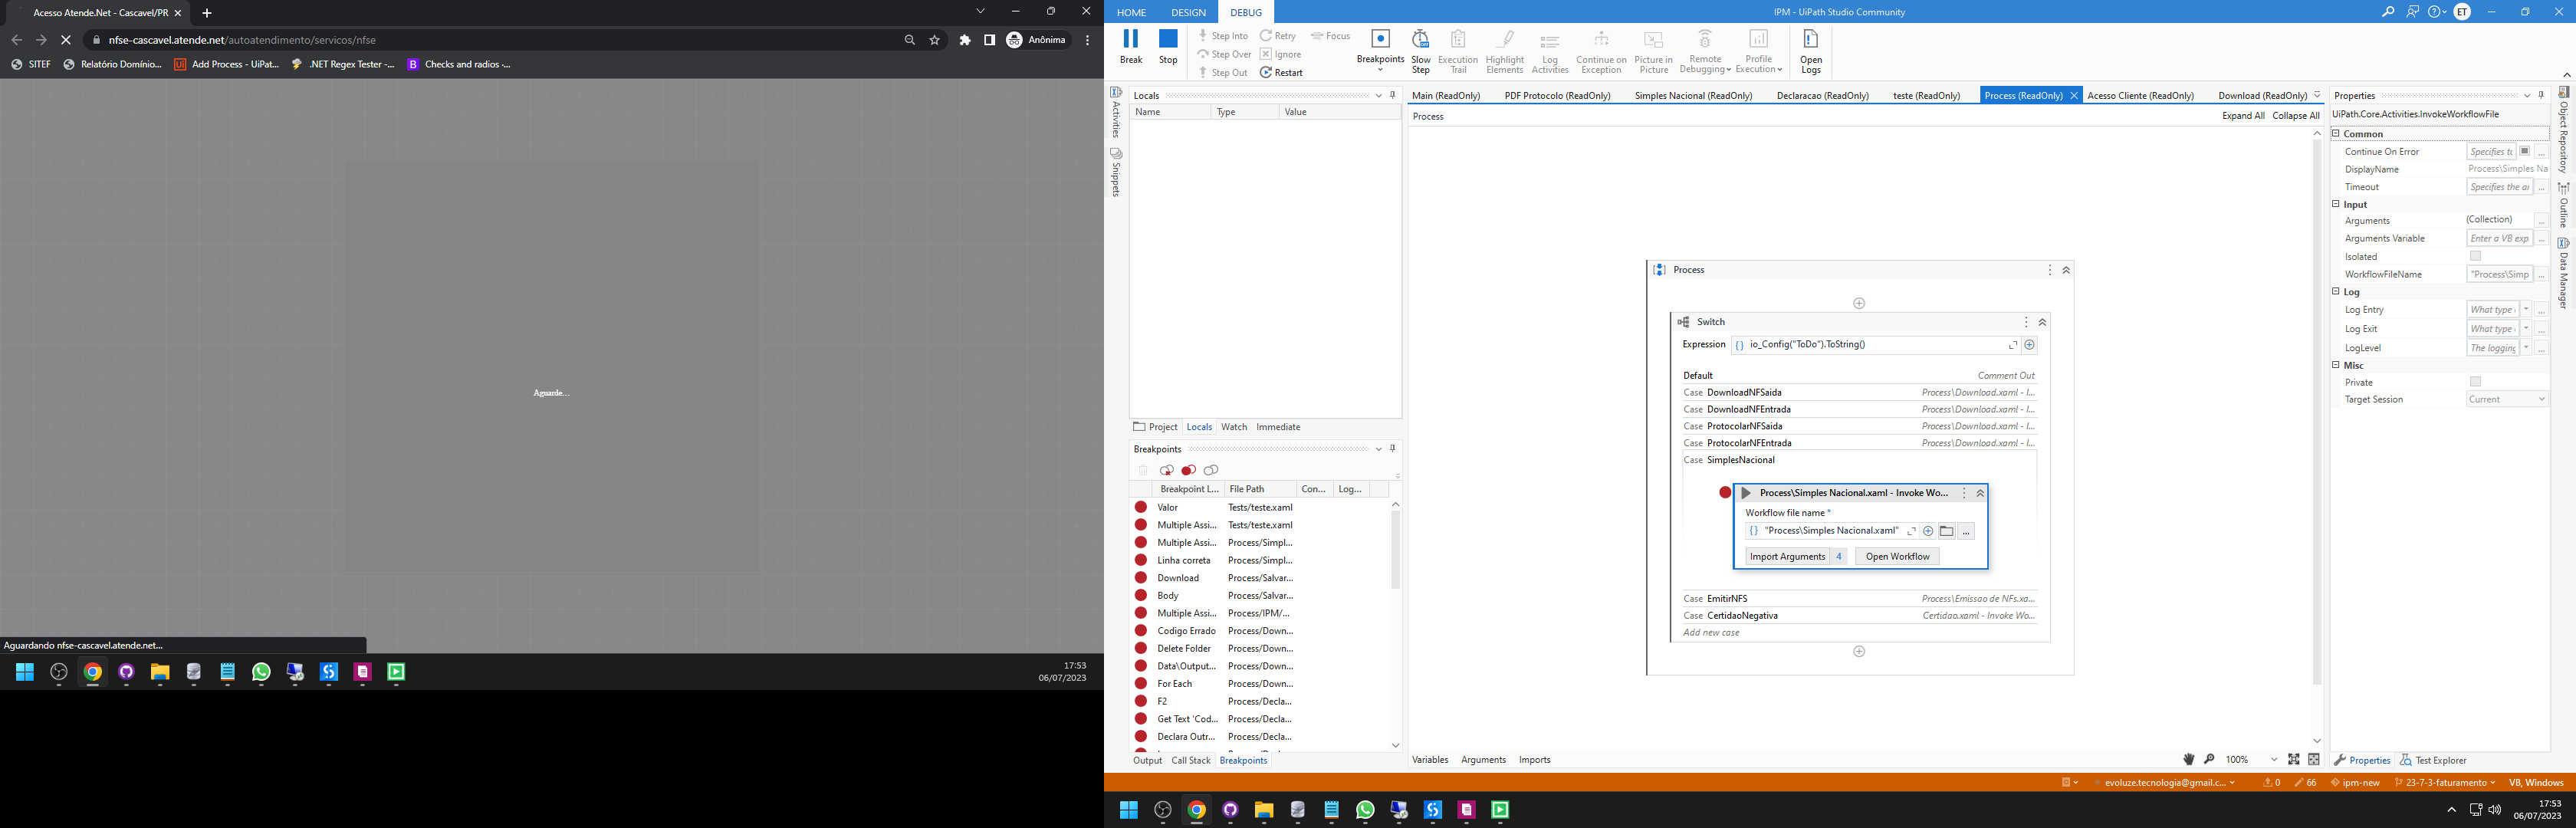 Acesso Atende.Net - Cascavel/PR
nfse-cascavel.atende.net/autoatendimento/servicos/nfse
Anônima
SITEF
Relatório Domínio...
Add Process - UiPat...
.NET Regex Tester -...
Checks and radios ·...
Aguarde...
Aguardando nfse-cascavel.atende.net...
17:53
06/07/2023
HOME DESIGN DEBUG
IPM - UiPath Studio Community
ET
Break
Stop
Step Into
Step Over
Step Out
Retry
Ignore
Restart
Focus
Breakpoints
Slow Step
Execution Trail
Highlight Elements
Log Activities
Continue on Exception
Picture in Picture
Remote Debugging
Profile Execution
Open Logs
Activities
Snippets
Locals
Name Type Value
Project Locals Watch Immediate
Breakpoints
Breakpoint L... File Path Con... Log...
Valor Tests/teste.xaml
Multiple Assi... Tests/teste.xaml
Multiple Assi... Process/Simpl...
Linha correta Process/Simpl...
Download Process/Salvar...
Body Process/Salvar...
Multiple Assi... Process/IPM/...
Codigo Errado Process/Down...
Delete Folder Process/Down...
Data\Output... Process/Down...
For Each Process/Down...
F2 Process/Decla...
Get Text 'Cod... Process/Decla...
Declara Outr... Process/Decla...
Output Call Stack Breakpoints
Main (ReadOnly) PDF Protocolo (ReadOnly) Simples Nacional (ReadOnly) Declaracao (ReadOnly) teste (ReadOnly) Process (ReadOnly) Acesso Cliente (ReadOnly) Download (ReadOnly)
Process
Expand All Collapse All
Process
Switch
Expression io_Config("ToDo").ToString()
Default Comment Out
Case DownloadNFSaida Process\Download.xaml - I...
Case DownloadNFEntrada Process\Download.xaml - I...
Case ProtocolarNFSaida Process\Download.xaml - I...
Case ProtocolarNFEntrada Process\Download.xaml - I...
Case SimplesNacional
Process\Simples Nacional.xaml - Invoke Wo...
Workflow file name *
"Process\Simples Nacional.xaml"
Import Arguments 4 Open Workflow
Case EmitirNFS Process\Emissao de NFs.xa...
Case CertidaoNegativa Certidao.xaml - Invoke Wo...
Add new case
Variables Arguments Imports
100%
Properties
UiPath.Core.Activities.InvokeWorkflowFile
Common
Continue On Error Specifies to
DisplayName Process\Simples Na
Timeout Specifies the ar
Input
Arguments (Collection)
Arguments Variable Enter a VB exp
Isolated
WorkflowFileName "Process\Simp
Log
Log Entry What type
Log Exit What type
LogLevel The logging
Misc
Private
Target Session Current
Properties Test Explorer
Object Repository
Outline
Data Manager
evoluze.tecnologia@gmail.c... 0 66 ipm-new 23-7-3-faturamento VB, Windows
17:53
06/07/2023